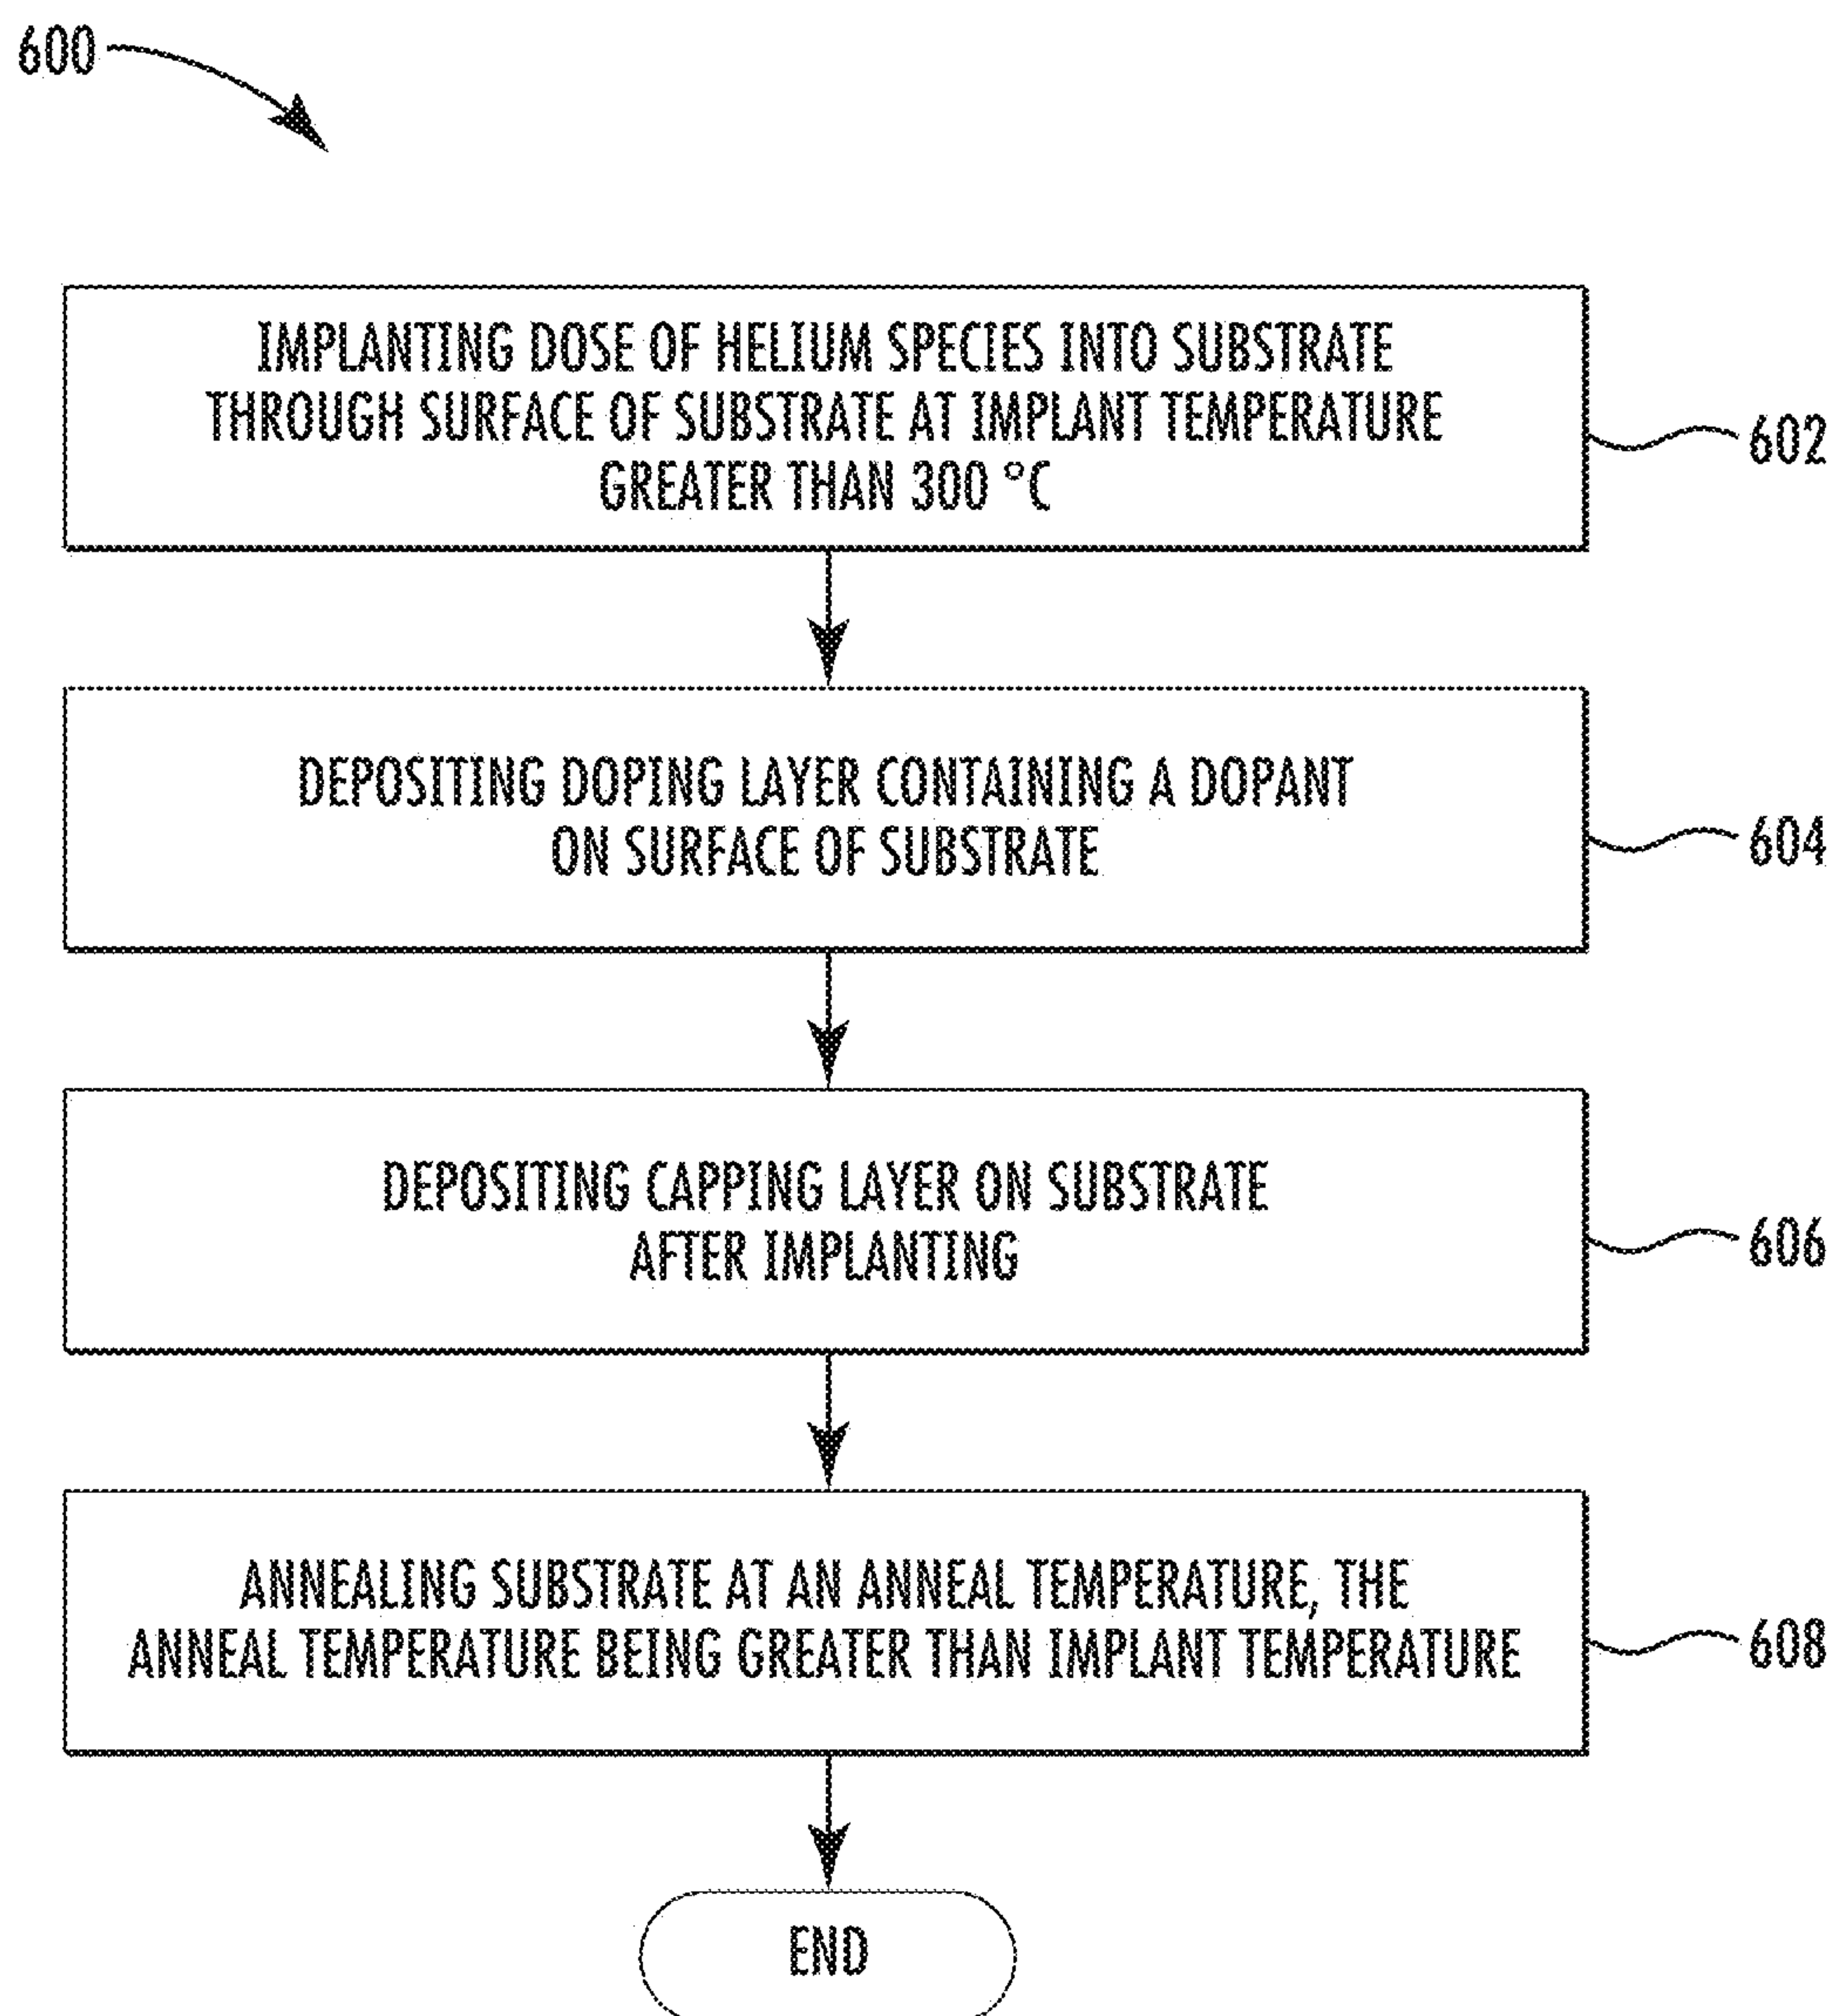 600
IMPLANTING DOSE OF HELIUM SPECIES INTO SUBSTRATE
THROUGH SURFACE OF SUBSTRATE AT IMPLANT TEMPERATURE
GREATER THAN 300 °C
602
DEPOSITING DOPING LAYER CONTAINING A DOPANT
ON SURFACE OF SUBSTRATE
604
DEPOSITING CAPPING LAYER ON SUBSTRATE
AFTER IMPLANTING
606
ANNEALING SUBSTRATE AT AN ANNEAL TEMPERATURE, THE
ANNEAL TEMPERATURE BEING GREATER THAN IMPLANT TEMPERATURE
608
END